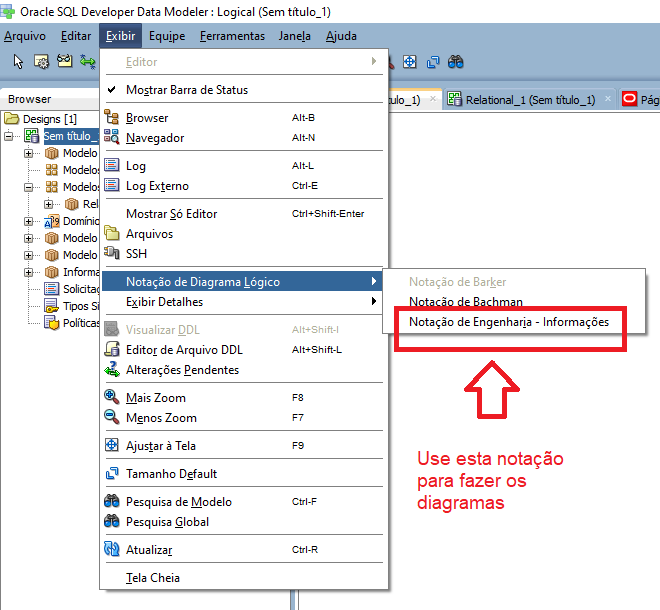 Oracle SQL Developer Data Modeler : Logical (Sem título_1)
Arquivo Editar Exibir Equipe Ferramentas Janela Ajuda
Browser
Designs [1]
Sem título_
Modelo
Modelos
Modelos
Rel
Domínio
Modelo
Modelo
Informa
Solicitaç
Tipos Si
Políticas
Editor
Mostrar Barra de Status
Browser Alt-B
Navegador Alt-N
Log Alt-L
Log Externo Ctrl-E
Mostrar Só Editor Ctrl+Shift-Enter
Arquivos
SSH
Notação de Diagrama Lógico
Exibir Detalhes
Visualizar DDL Alt+Shift-I
Editor de Arquivo DDL Alt+Shift-L
Alterações Pendentes
Mais Zoom F8
Menos Zoom F7
Ajustar à Tela F9
Tamanho Default
Pesquisa de Modelo Ctrl-F
Pesquisa Global
Atualizar Ctrl-R
Tela Cheia
ulo_1) Relational_1 (Sem título_1) Pág
Notação de Barker
Notação de Bachman
Notação de Engenharia - Informações
Use esta notação
para fazer os
diagramas